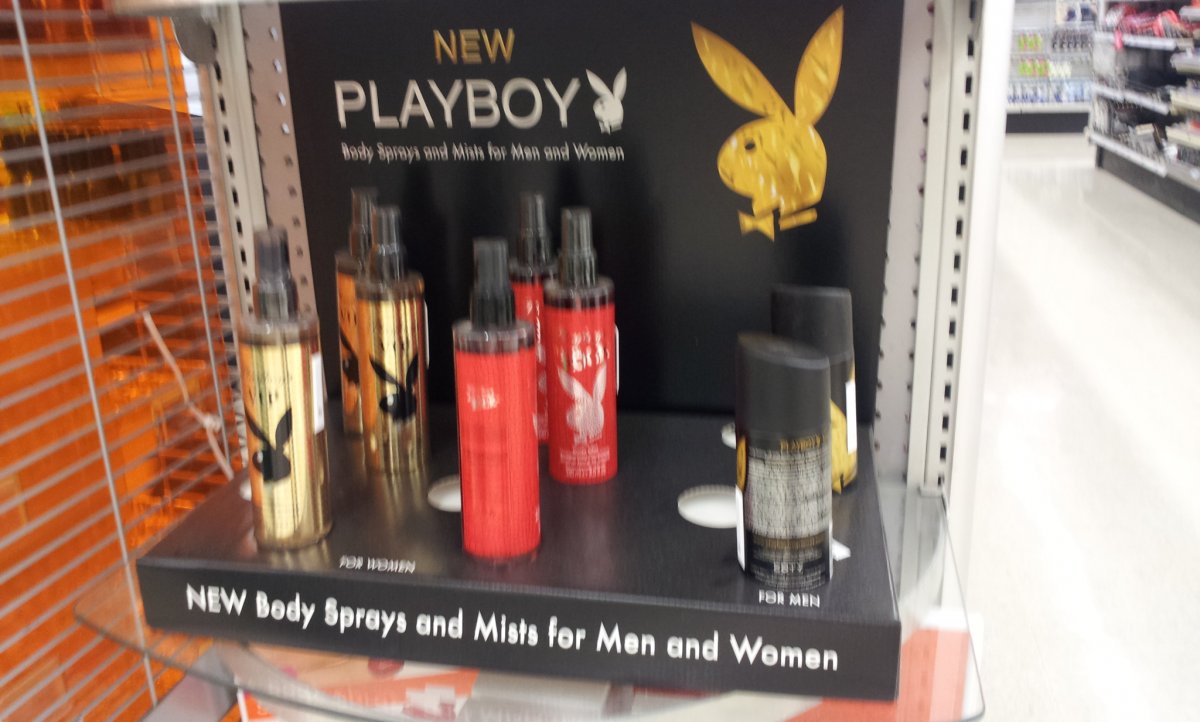 NEW
PLAYBOY
Body Sprays and Mists for Men and Women
PLAYBOY
FOR WOMEN
FOR MEN
NEW Body Sprays and Mists for Men and Women